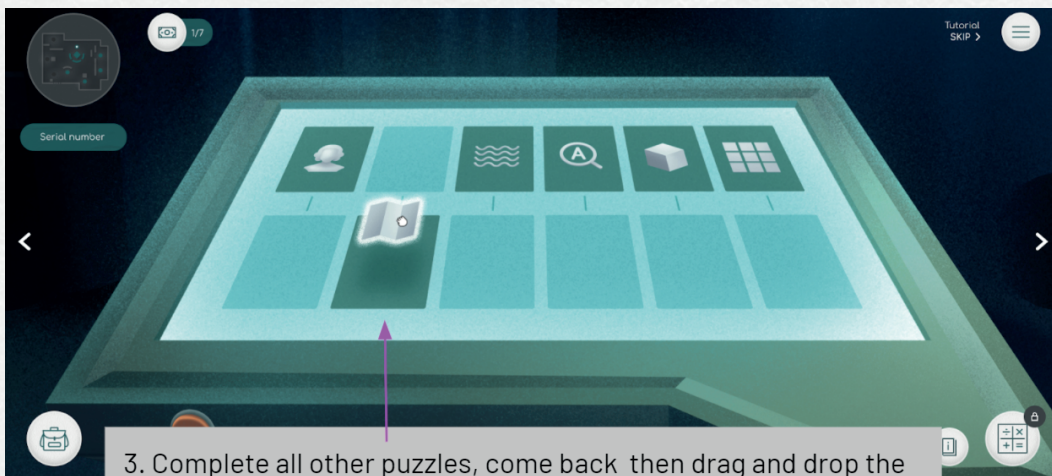 1/7
Tutorial
SKIP >
Serial number
A
3. Complete all other puzzles, come back then drag and drop the